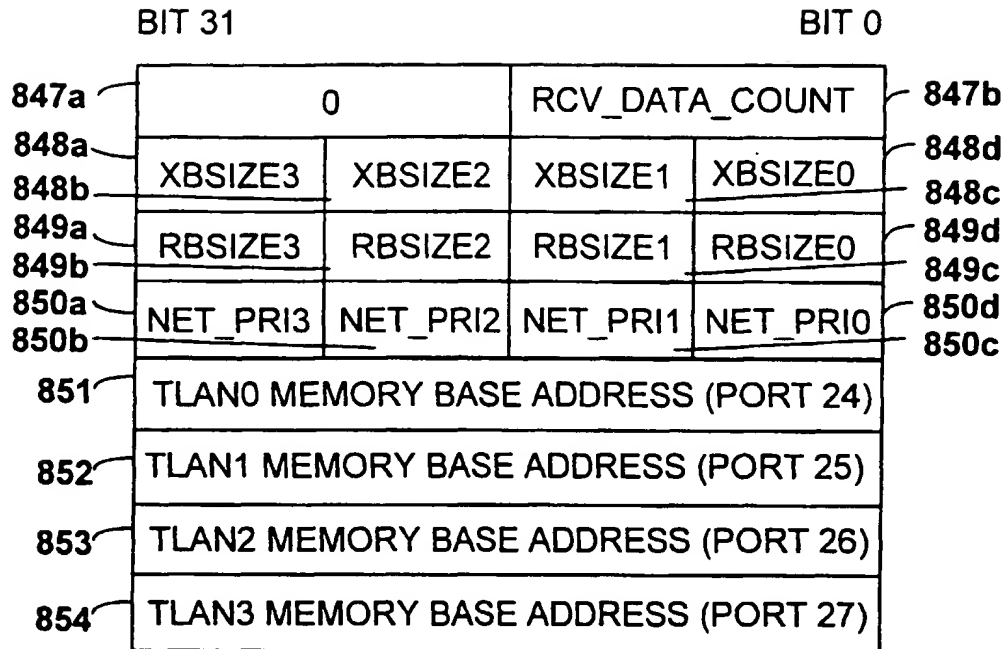 BIT 31 BIT 0
847a 0 RCV_DATA_COUNT 847b
848a 848d
XBSIZE3 XBSIZE2 XBSIZE1 XBSIZE0
848b 848c
849a 849d
RBSIZE3 RBSIZE2 RBSIZE1 RBSIZE0
849b 849c
850a 850d
NET_PRI3 NET_PRI2 NET_PRI1 NET_PRI0
850b 850c
851 TLAN0 MEMORY BASE ADDRESS (PORT 24)
852 TLAN1 MEMORY BASE ADDRESS (PORT 25)
853 TLAN2 MEMORY BASE ADDRESS (PORT 26)
854 TLAN3 MEMORY BASE ADDRESS (PORT 27)